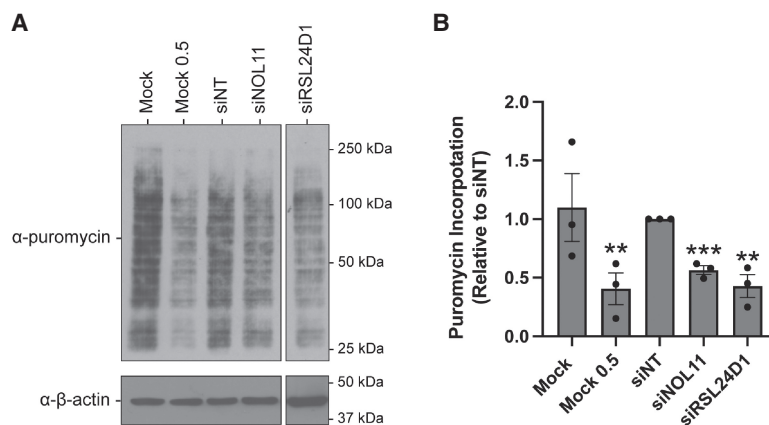 A
Mock
Mock 0.5
siNT
siNOL11
siRSL24D1
α-puromycin
250 kDa
100 kDa
50 kDa
25 kDa
α-β-actin
50 kDa
37 kDa
B
Puromycin Incorpotation
(Relative to siNT)
2.0
1.5
1.0
0.5
0.0
**
***
**
Mock
Mock 0.5
siNT
siNOL11
siRSL24D1